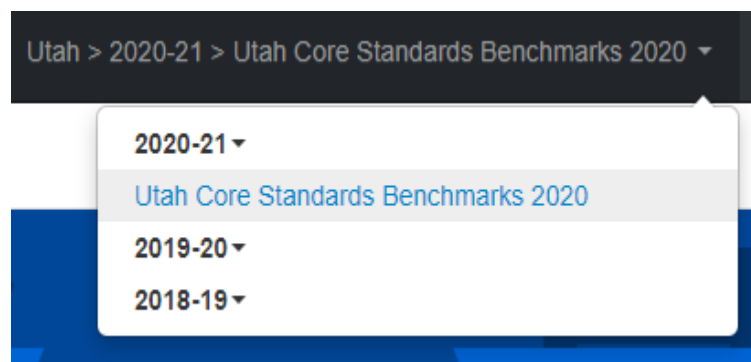 Utah > 2020-21 > Utah Core Standards Benchmarks 2020
2020-21
Utah Core Standards Benchmarks 2020
2019-20
2018-19